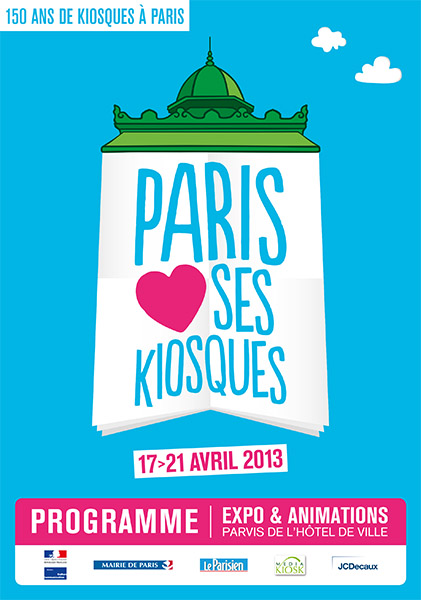 150 ANS DE KIOSQUES À PARIS
PARIS
SES
KIOSQUES
17>21 AVRIL 2013
PROGRAMME
EXPO & ANIMATIONS
PARVIS DE L'HÔTEL DE VILLE
MAIRIE DE PARIS
Le Parisien
MEDIA
KIOSK
JCDecaux